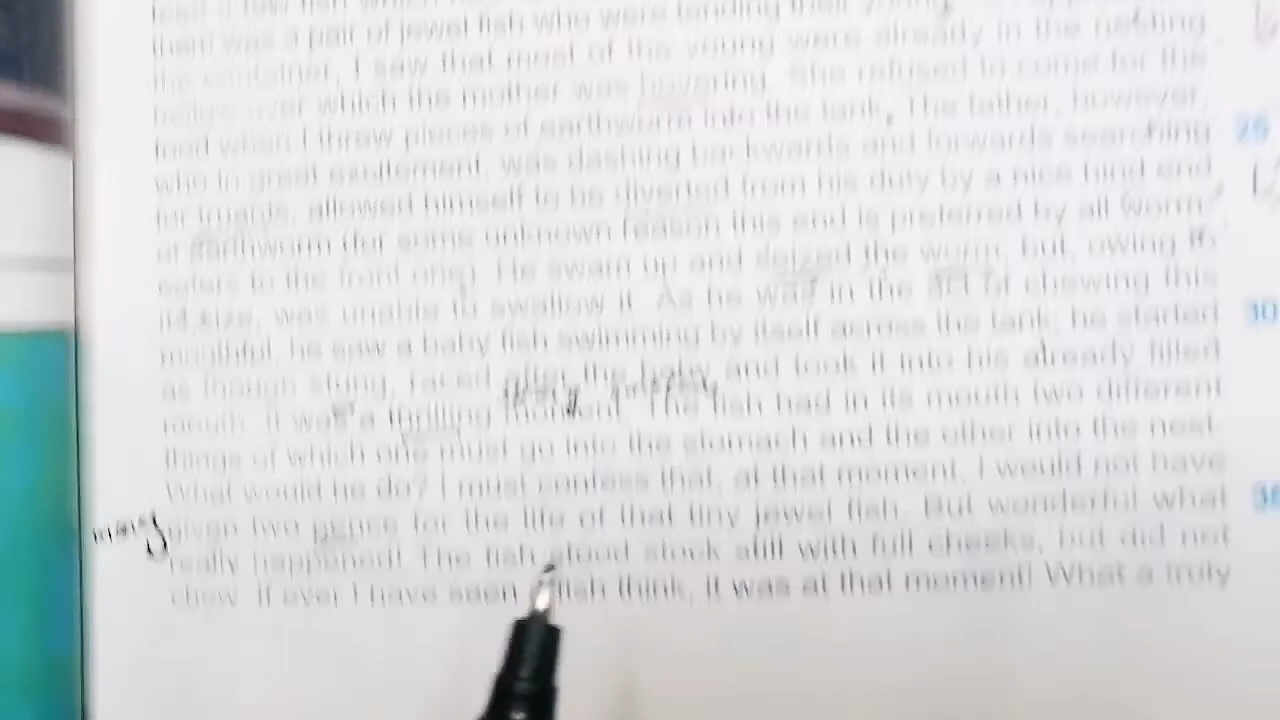 them was a pair of jewel fish who were tending their young
the container, I saw that most of the young were already in the nesting
hollow over which the mother was hovering. She refused to come for the
food when I threw pieces of earthworm into the tank. The father, however,
who in great excitement, was dashing backwards and forwards searching
for truants, allowed himself to be diverted from his duty by a nice hind end
of earthworm (for some unknown reason this end is preferred by all worm
eaters to the front one). He swam up and seized the worm, but, owing to
its size, was unable to swallow it. As he was in the act of chewing this
mouthful, he saw a baby fish swimming by itself across the tank; he started
as though stung, raced after the baby and took it into his already filled
mouth. It was a thrilling moment. The fish had in its mouth two different
things of which one must go into the stomach and the other into the nest.
What would he do? I must confess that, at that moment, I would not have
given two pence for the life of that tiny jewel fish. But wonderful what
really happened! The fish stood stock still with full cheeks, but did not
chew. If ever I have seen fish think, it was at that moment! What a truly
25
30
35